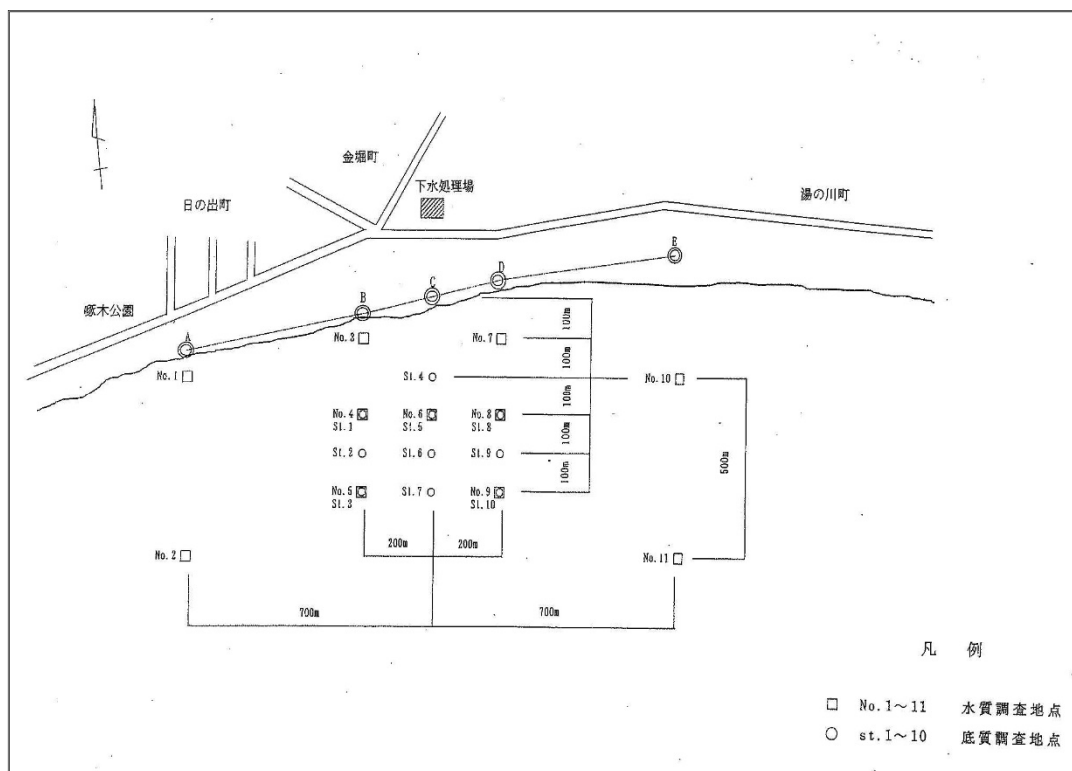 金堀町
下水処理場
日の出町
湯の川町
啄木公園
E
D
C
B
A
No.3
No.7
100m
100m
No.1
St.4
No.10
100m
No.4
St.1
No.6
St.5
No.8
St.8
100m
St.2
St.6
St.9
500m
100m
No.5
St.3
St.7
No.9
St.10
200m
200m
No.2
No.11
700m
700m
凡 例
□ No.1～11 水質調査地点
○ st.1～10 底質調査地点